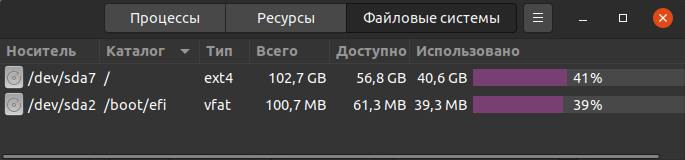 Процессы Ресурсы Файловые системы
Носитель Каталог Тип Всего Доступно Использовано
/dev/sda7 / ext4 102,7 GB 56,8 GB 40,6 GB 41%
/dev/sda2 /boot/efi vfat 100,7 MB 61,3 MB 39,3 MB 39%